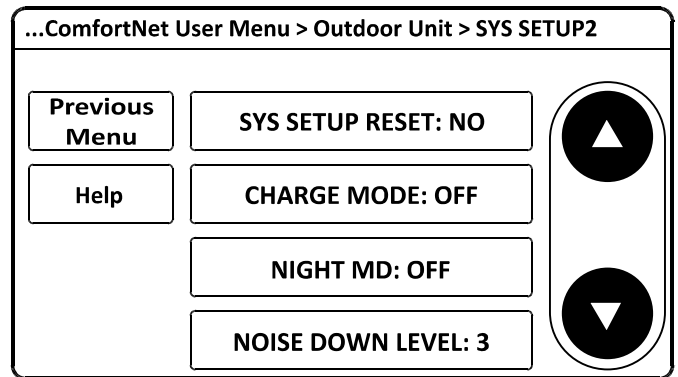 ...ComfortNet User Menu > Outdoor Unit > SYS SETUP2
Previous
Menu
SYS SETUP RESET: NO
Help
CHARGE MODE: OFF
NIGHT MD: OFF
NOISE DOWN LEVEL: 3